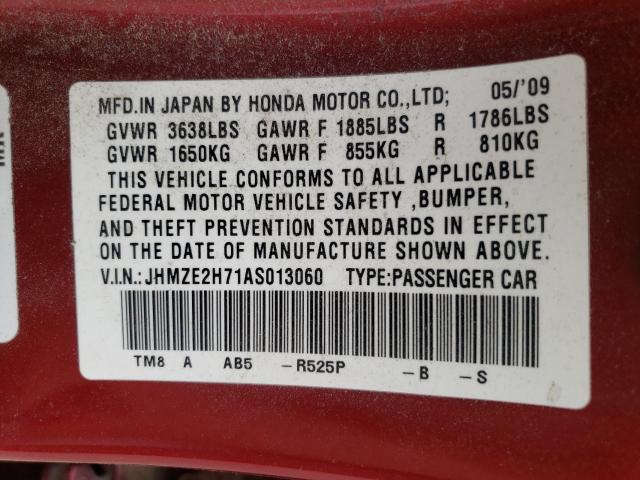 MFD.IN JAPAN BY HONDA MOTOR CO.,LTD; 05/'09
GVWR 3638LBS GAWR F 1885LBS R 1786LBS
GVWR 1650KG GAWR F 855KG R 810KG
THIS VEHICLE CONFORMS TO ALL APPLICABLE
FEDERAL MOTOR VEHICLE SAFETY ,BUMPER,
AND THEFT PREVENTION STANDARDS IN EFFECT
ON THE DATE OF MANUFACTURE SHOWN ABOVE.
V.I.N.:JHMZE2H71AS013060 TYPE:PASSENGER CAR
TM8 A AB5 -R525P -B -S